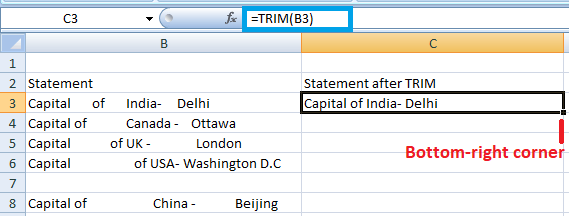 C3 fx =TRIM(B3)
B C
1
2 Statement Statement after TRIM
3 Capital of India- Delhi Capital of India- Delhi
4 Capital of Canada - Ottawa
5 Capital of UK - London
Bottom-right corner
6 Capital of USA- Washington D.C
7
8 Capital of China - Beijing